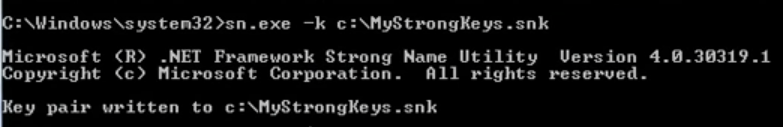 C:\Windows\system32>sn.exe -k c:\MyStrongKeys.snk
Microsoft (R) .NET Framework Strong Name Utility  Version 4.0.30319.1
Copyright (c) Microsoft Corporation.  All rights reserved.
Key pair written to c:\MyStrongKeys.snk